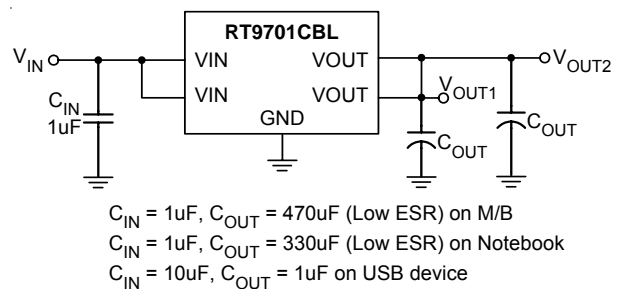 RT9701CBL
VIN VIN VOUT VOUT2
VIN VOUT VOUT1
CIN
1uF
GND
COUT COUT
CIN = 1uF, COUT = 470uF (Low ESR) on M/B
CIN = 1uF, COUT = 330uF (Low ESR) on Notebook
CIN = 10uF, COUT = 1uF on USB device